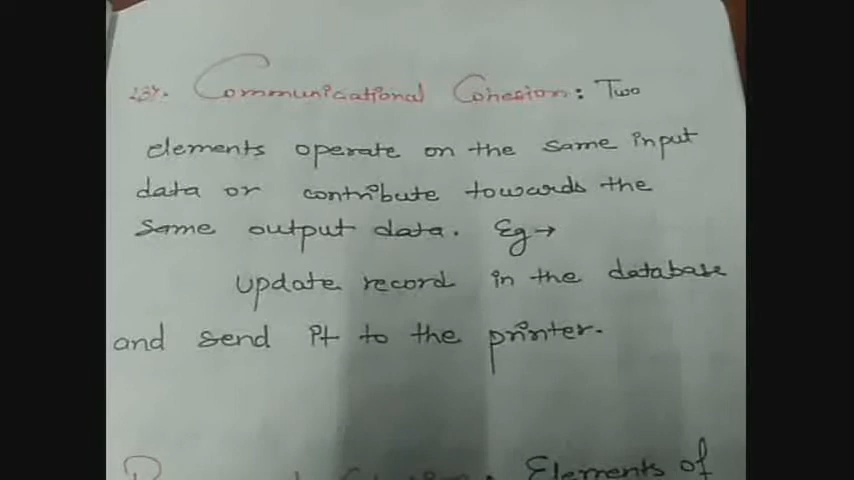 Communicational Cohesion: Two
elements operate on the same input
data or contribute towards the
same output data. Eg→
update record in the database
and send it to the printer.
Elements of